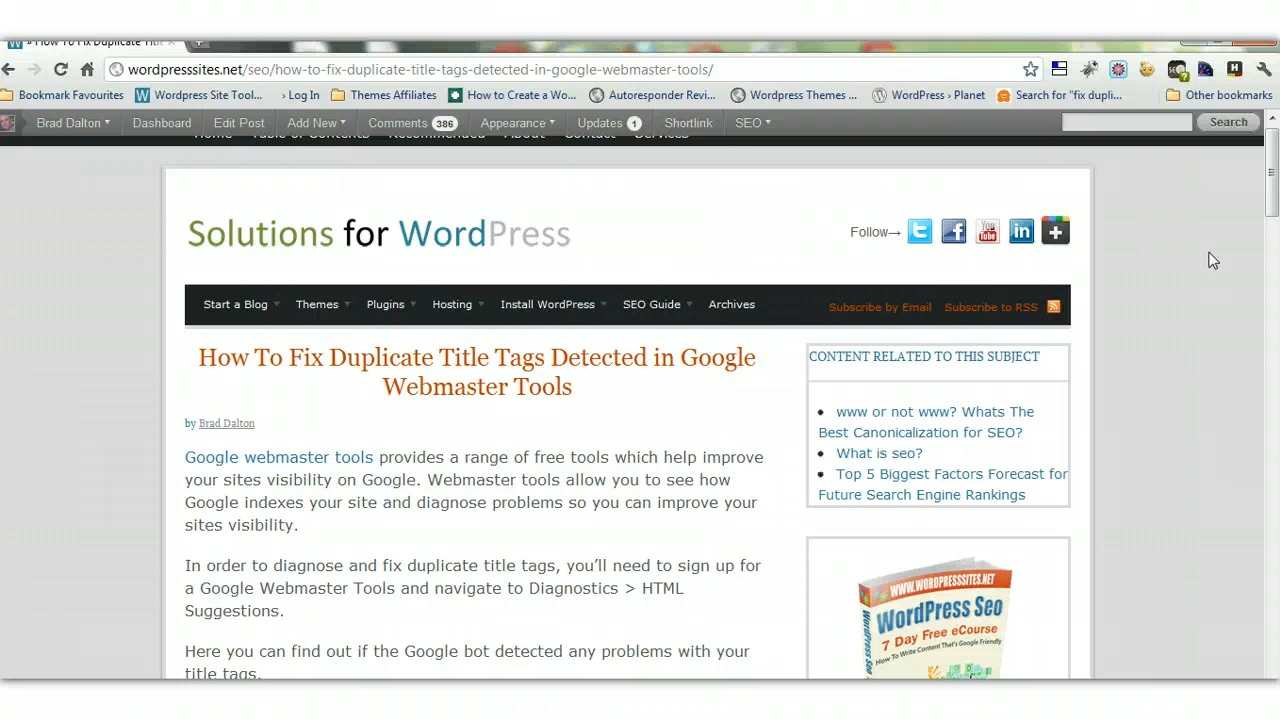 » How To Fix Duplicate Titl
wordpresssites.net/seo/how-to-fix-duplicate-title-tags-detected-in-google-webmaster-tools/
Bookmark Favourites Wordpress Site Tool... › Log In Themes Affiliates How to Create a Wo... Autoresponder Revi... Wordpress Themes ... WordPress › Planet Search for "fix dupli... Other bookmarks
Brad Dalton Dashboard Edit Post Add New Comments 386 Appearance Updates 1 Shortlink SEO Search
Home Table of Contents Recommended About Contact Services
Solutions for WordPress
Follow→
You Tube
in
Start a Blog Themes Plugins Hosting Install WordPress SEO Guide Archives Subscribe by Email Subscribe to RSS
How To Fix Duplicate Title Tags Detected in Google
Webmaster Tools
by Brad Dalton
Google webmaster tools provides a range of free tools which help improve
your sites visibility on Google. Webmaster tools allow you to see how
Google indexes your site and diagnose problems so you can improve your
sites visibility.
In order to diagnose and fix duplicate title tags, you'll need to sign up for
a Google Webmaster Tools and navigate to Diagnostics > HTML
Suggestions.
Here you can find out if the Google bot detected any problems with your
title tags.
CONTENT RELATED TO THIS SUBJECT
www or not www? Whats The
Best Canonicalization for SEO?
What is seo?
Top 5 Biggest Factors Forecast for
Future Search Engine Rankings
WWW.WORDPRESSSITES.NET
WordPress Seo
7 Day Free eCourse
How To Write Content That's Google Friendly